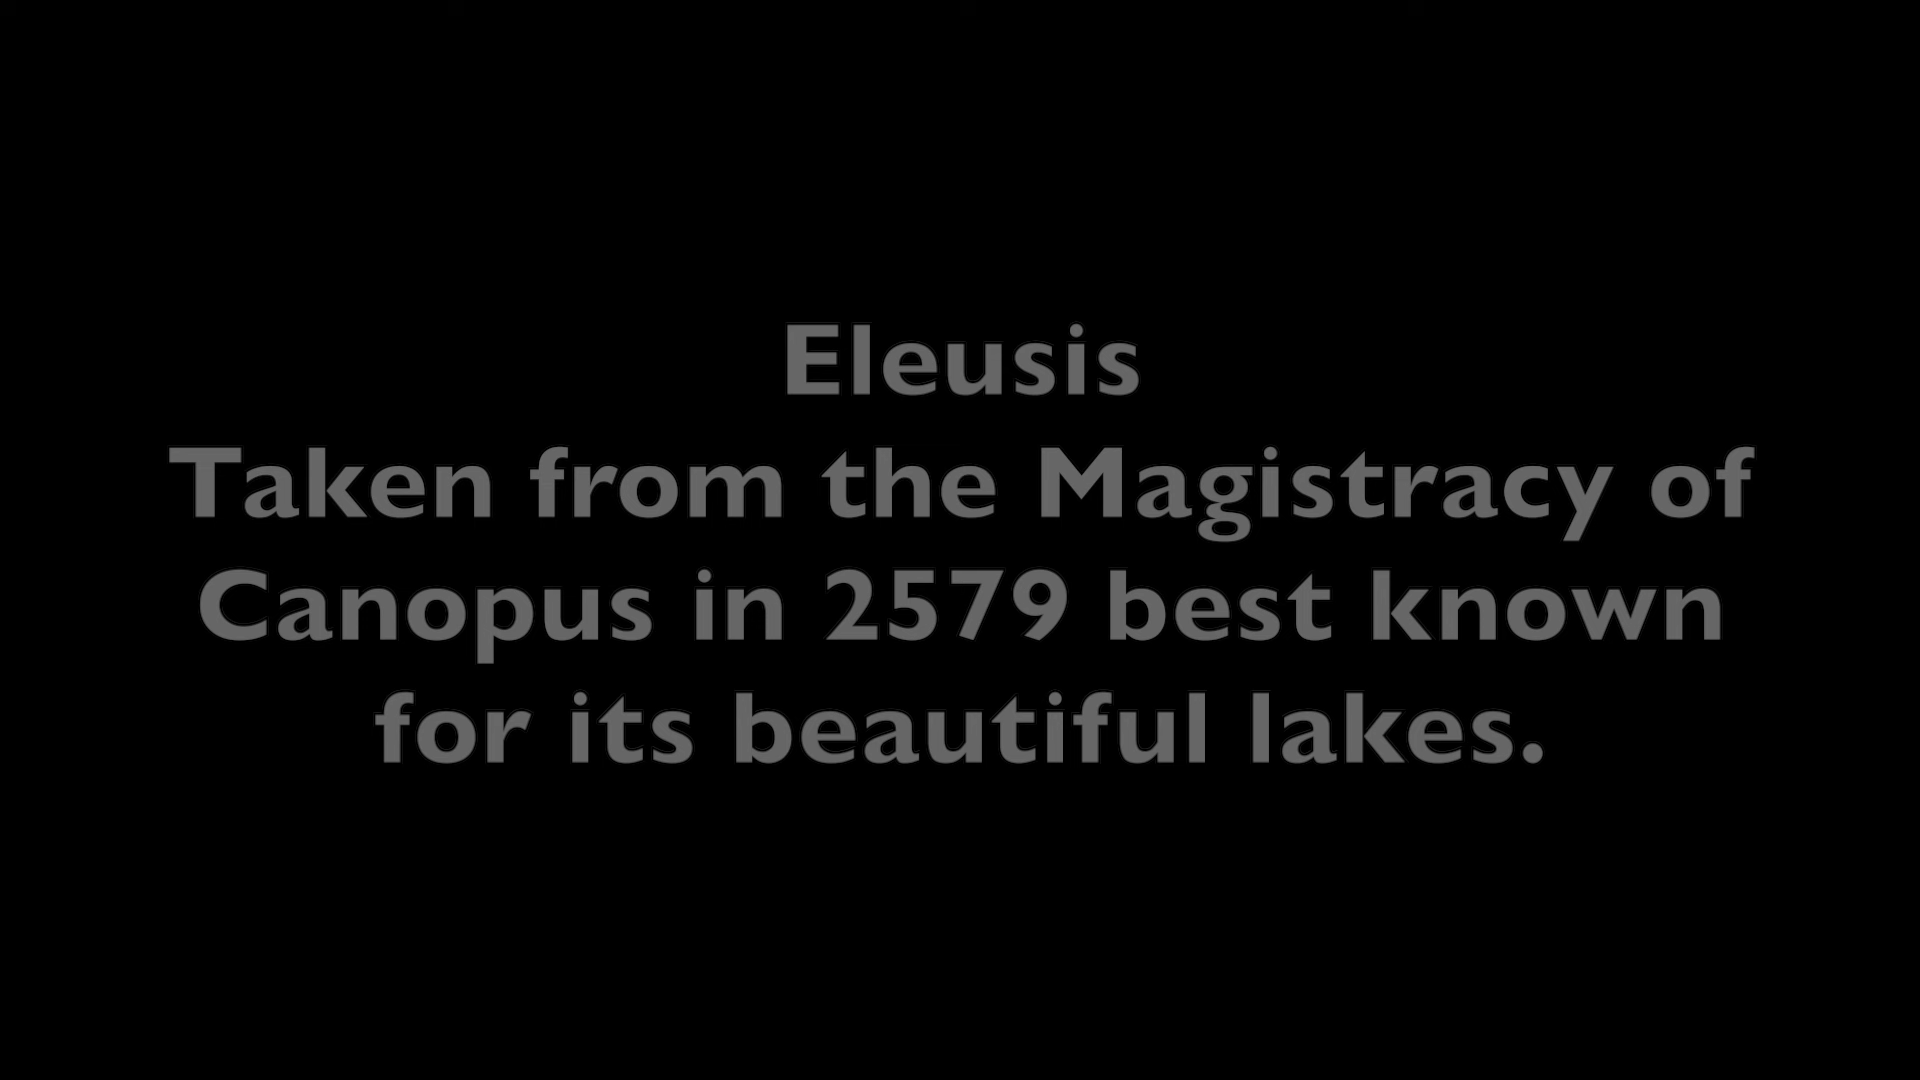 Eleusis
Taken from the Magistracy of
Canopus in 2579 best known
for its beautiful lakes.